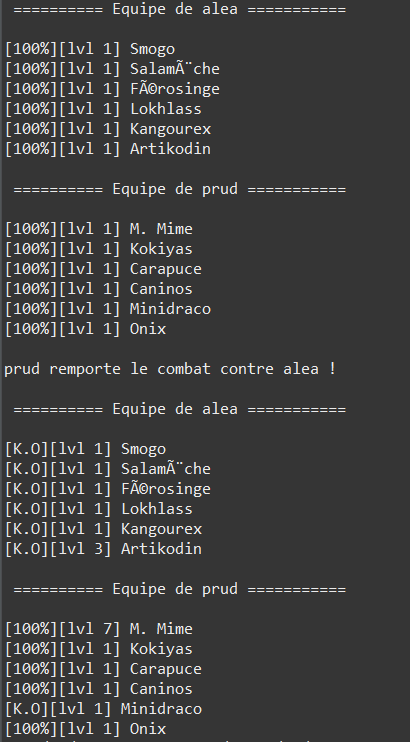 ========== Equipe de alea ===========
[100%][lvl 1] Smogo
[100%][lvl 1] SalamÃ¨che
[100%][lvl 1] FÃ©rosinge
[100%][lvl 1] Lokhlass
[100%][lvl 1] Kangourex
[100%][lvl 1] Artikodin
========== Equipe de prud ===========
[100%][lvl 1] M. Mime
[100%][lvl 1] Kokiyas
[100%][lvl 1] Carapuce
[100%][lvl 1] Caninos
[100%][lvl 1] Minidraco
[100%][lvl 1] Onix
prud remporte le combat contre alea !
========== Equipe de alea ===========
[K.O][lvl 1] Smogo
[K.O][lvl 1] SalamÃ¨che
[K.O][lvl 1] FÃ©rosinge
[K.O][lvl 1] Lokhlass
[K.O][lvl 1] Kangourex
[K.O][lvl 3] Artikodin
========== Equipe de prud ===========
[100%][lvl 7] M. Mime
[100%][lvl 1] Kokiyas
[100%][lvl 1] Carapuce
[100%][lvl 1] Caninos
[K.O][lvl 1] Minidraco
[100%][lvl 1] Onix